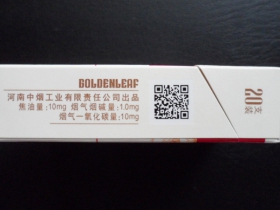 GOLDENLEAF
河南中烟工业有限责任公司出品
焦油量:10mg 烟气烟碱量:1.0mg
烟气一氧化碳量:10mg
20支装